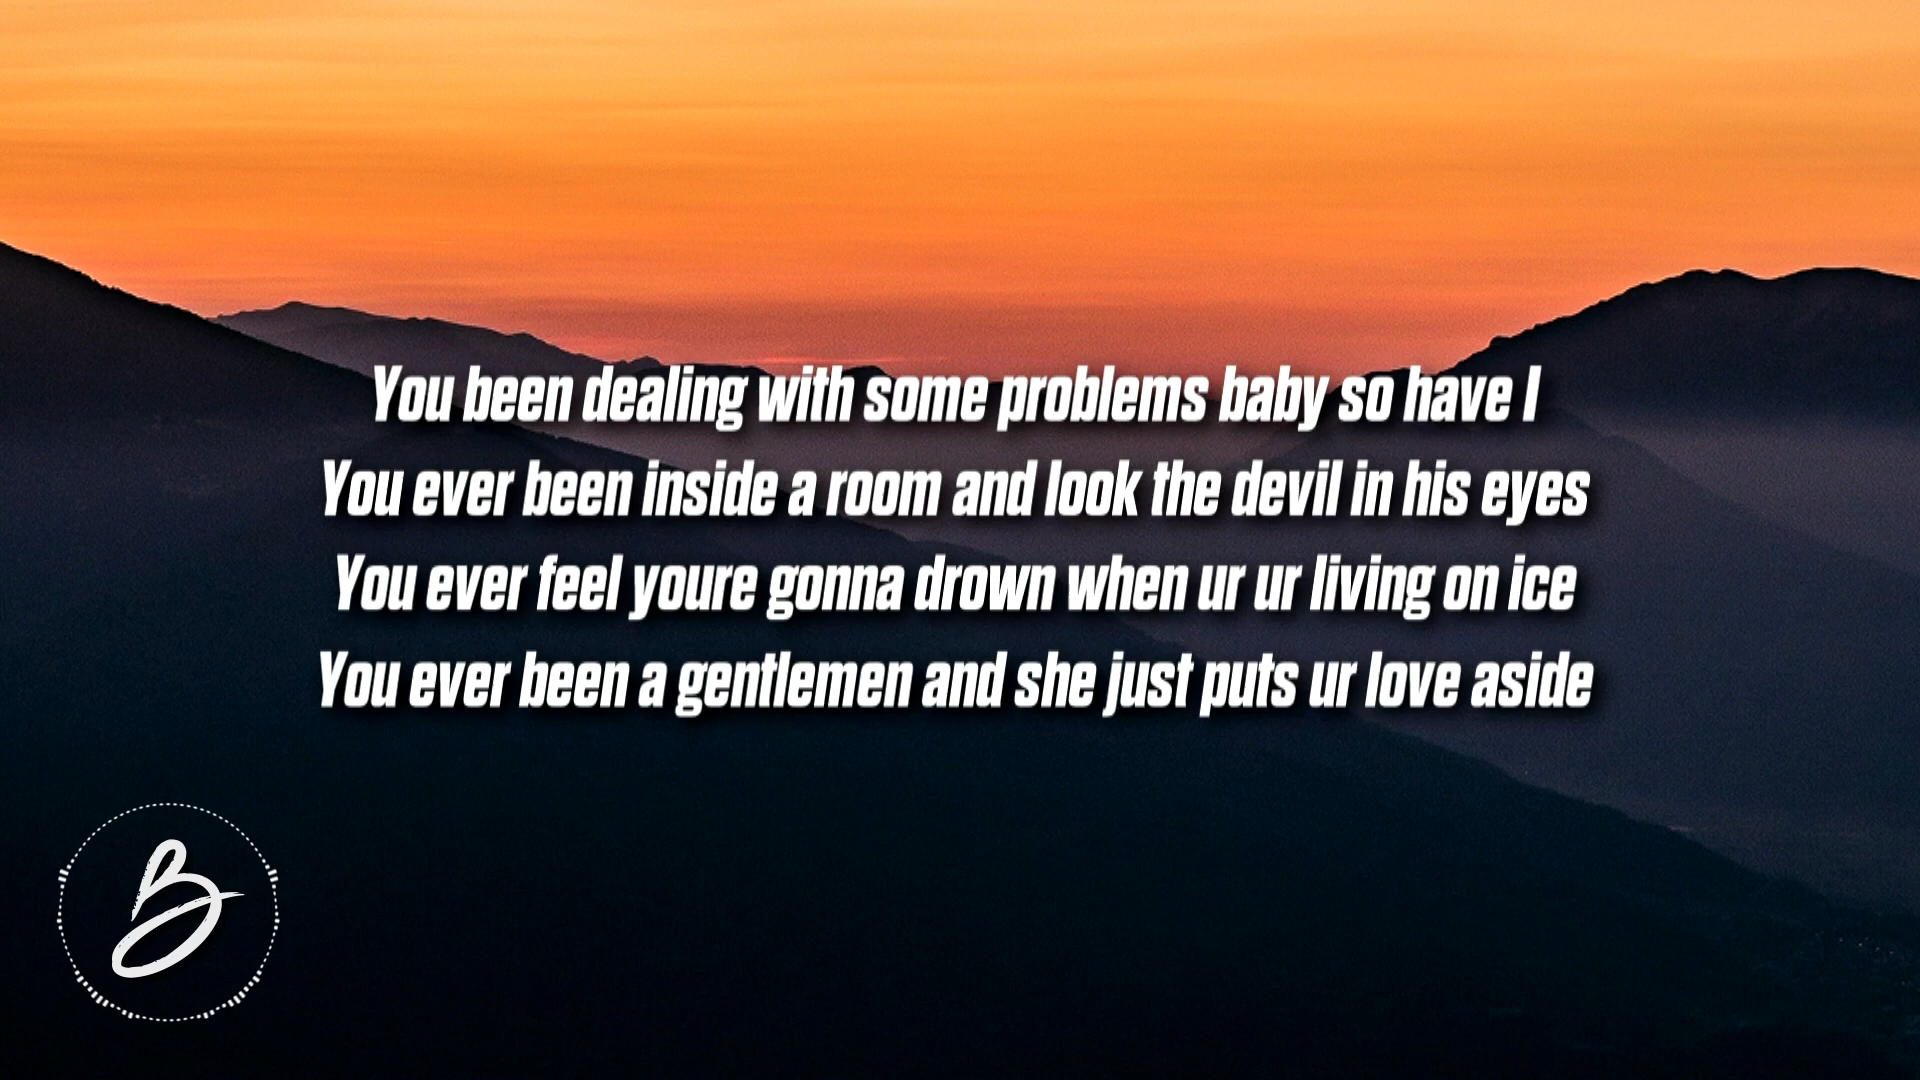 You been dealing with some problems baby so have I
You ever been inside a room and look the devil in his eyes
You ever feel youre gonna drown when ur ur living on ice
You ever been a gentlemen and she just puts ur love aside
B